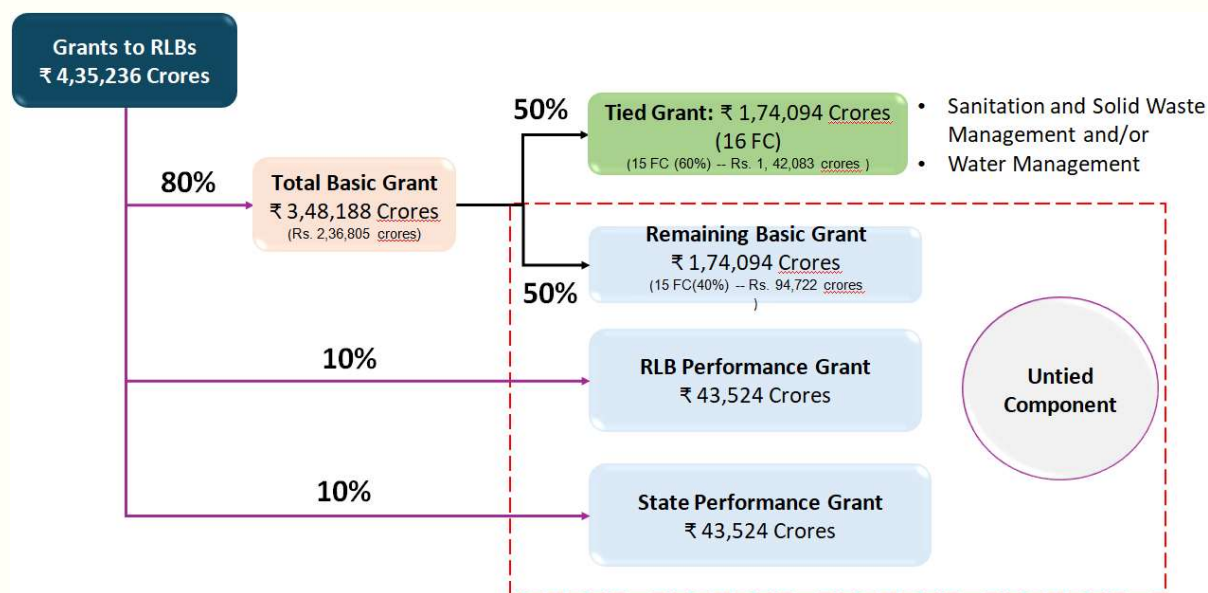 Grants to RLBs
₹ 4,35,236 Crores
80%
Total Basic Grant
₹ 3,48,188 Crores
(Rs. 2,36,805 crores)
50%
Tied Grant: ₹ 1,74,094 Crores
(16 FC)
(15 FC (60%) -- Rs. 1, 42,083 crores )
• Sanitation and Solid Waste
Management and/or
• Water Management
50%
Remaining Basic Grant
₹ 1,74,094 Crores
(15 FC(40%) -- Rs. 94,722 crores
)
10%
RLB Performance Grant
₹ 43,524 Crores
10%
State Performance Grant
₹ 43,524 Crores
Untied
Component